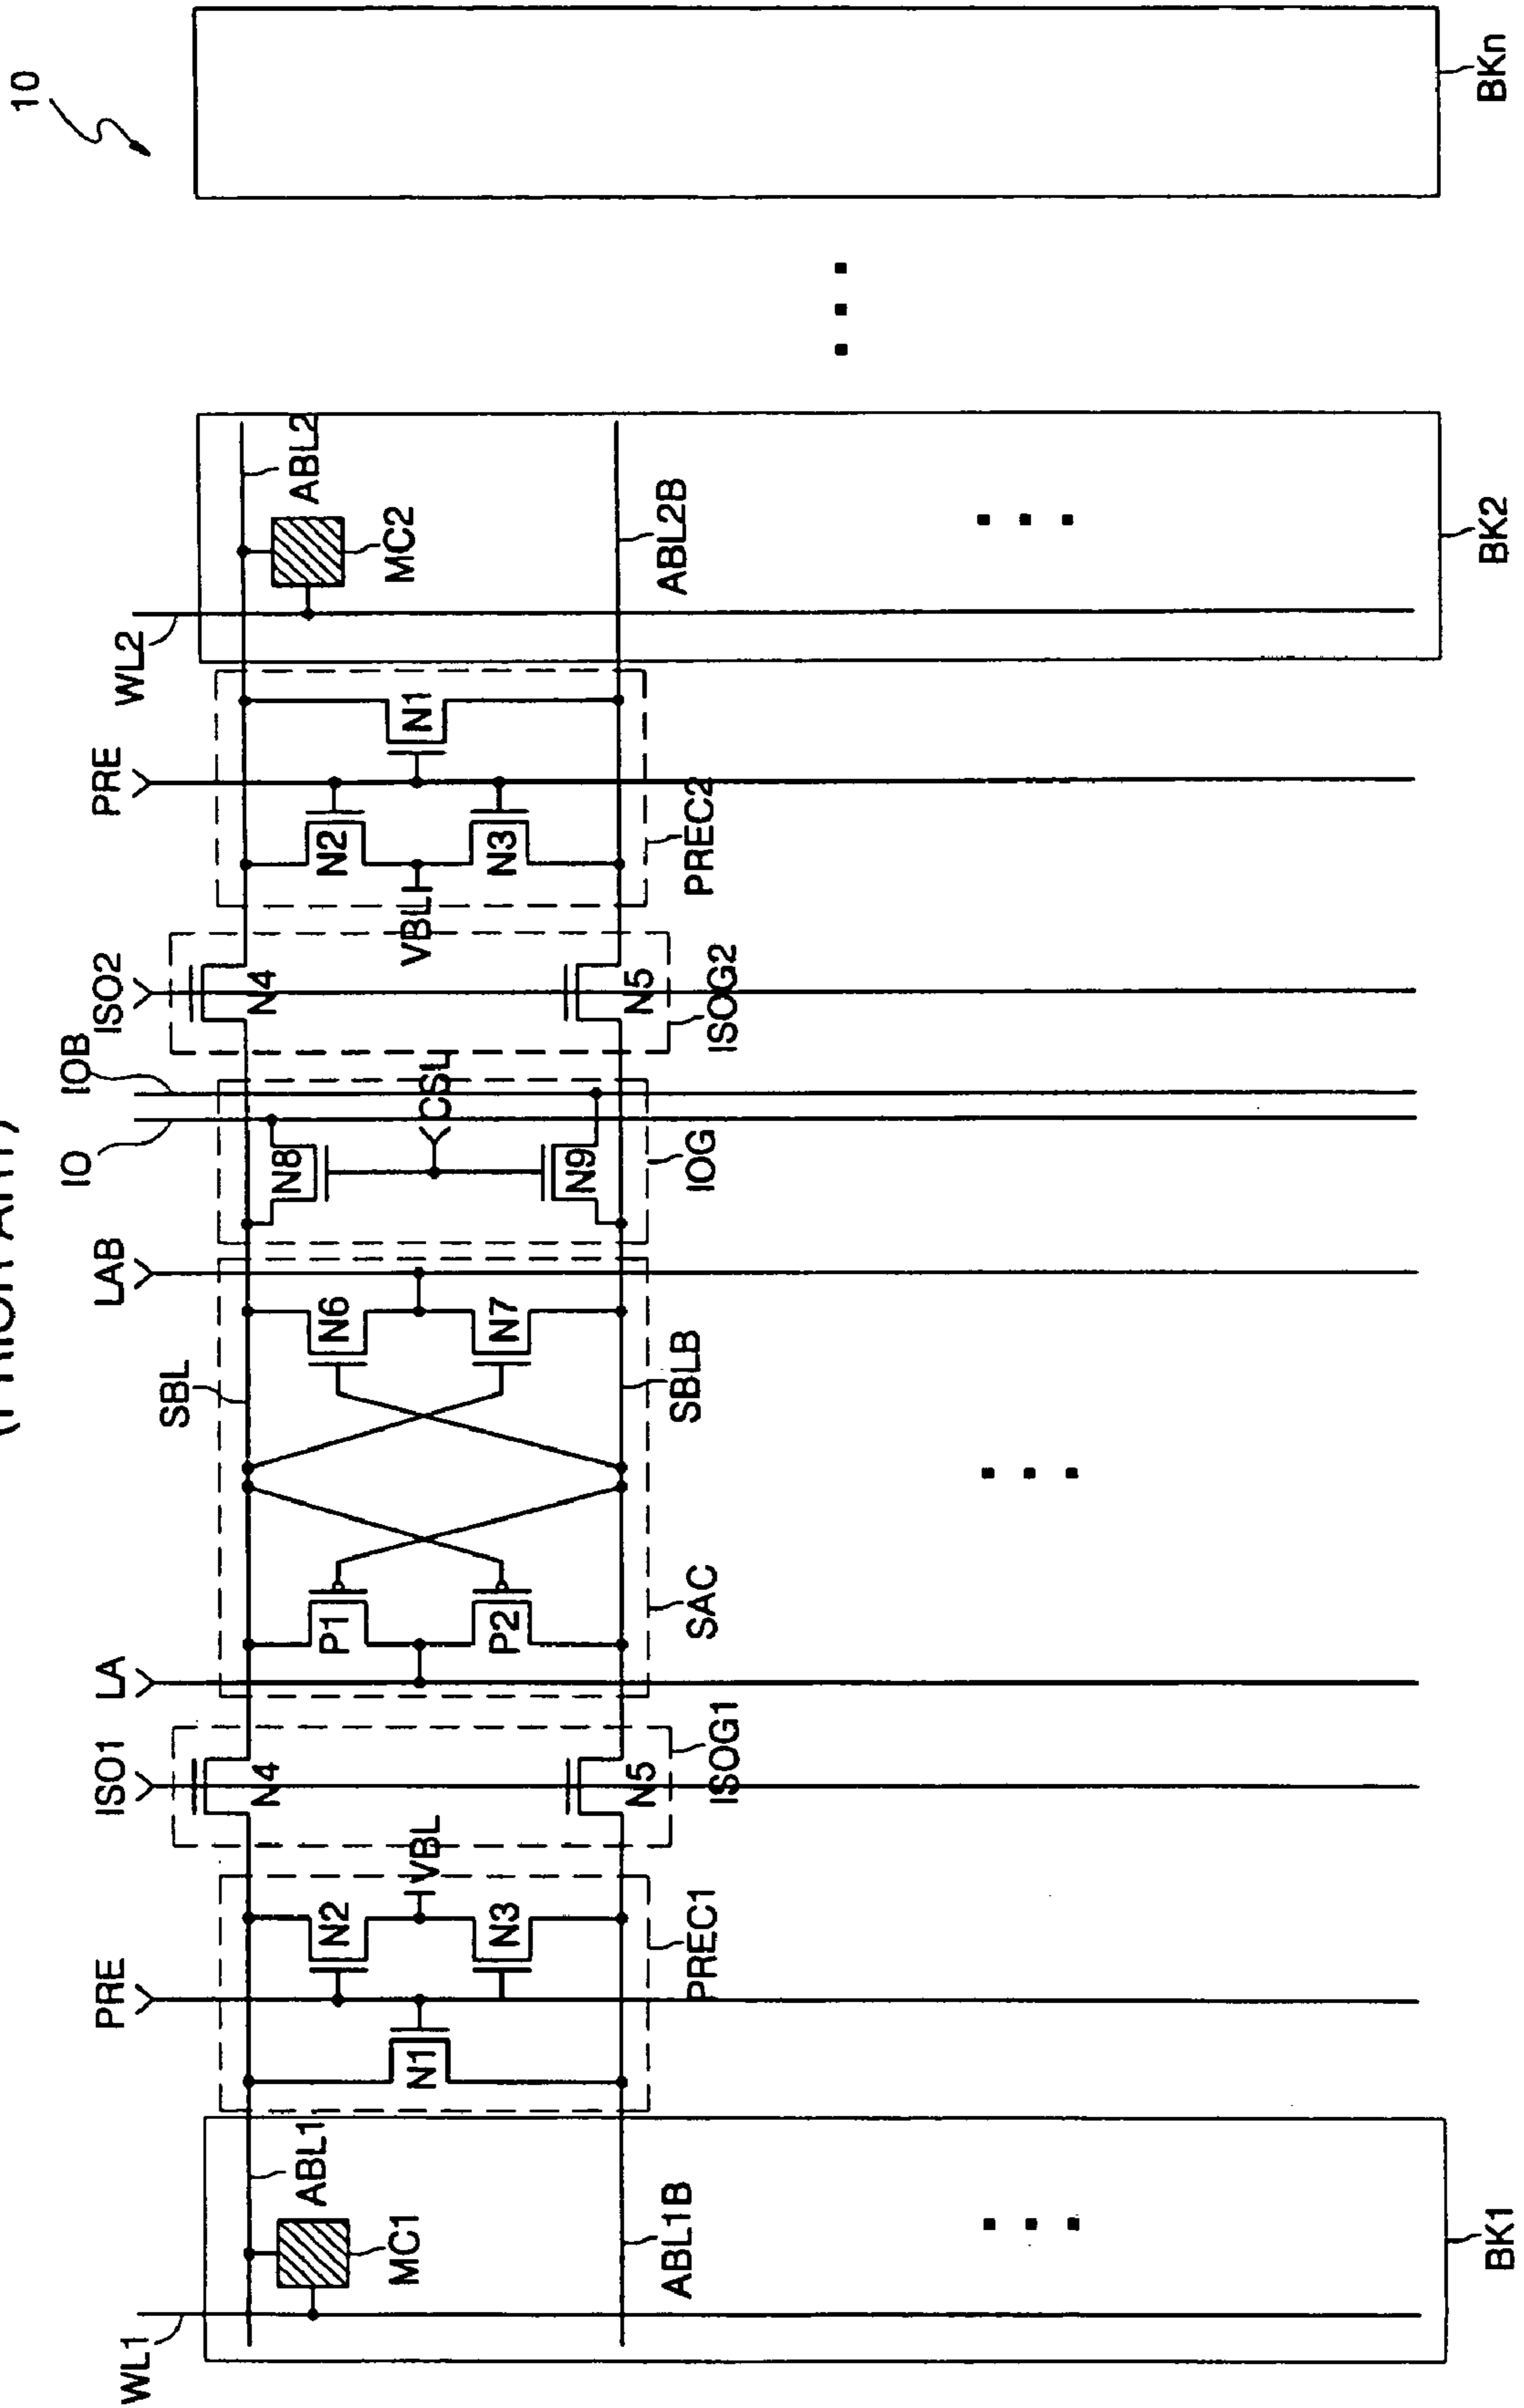 (PRIOR ART)
10
WL1
PRE
ISO1
LA
SBL
LAB
IO
IOB
ISO2
PRE
WL2
MC1
ABL1
N1
N2
N3
VBL
N4
N5
P1
P2
N6
N7
N8
N9
CSL
N4
N5
VBL
N2
N3
N1
MC2
ABL2
ABL1B
PREC1
ISOG1
SAC
SBLB
IOG
ISOG2
PREC2
ABL2B
BK1
BK2
BKn